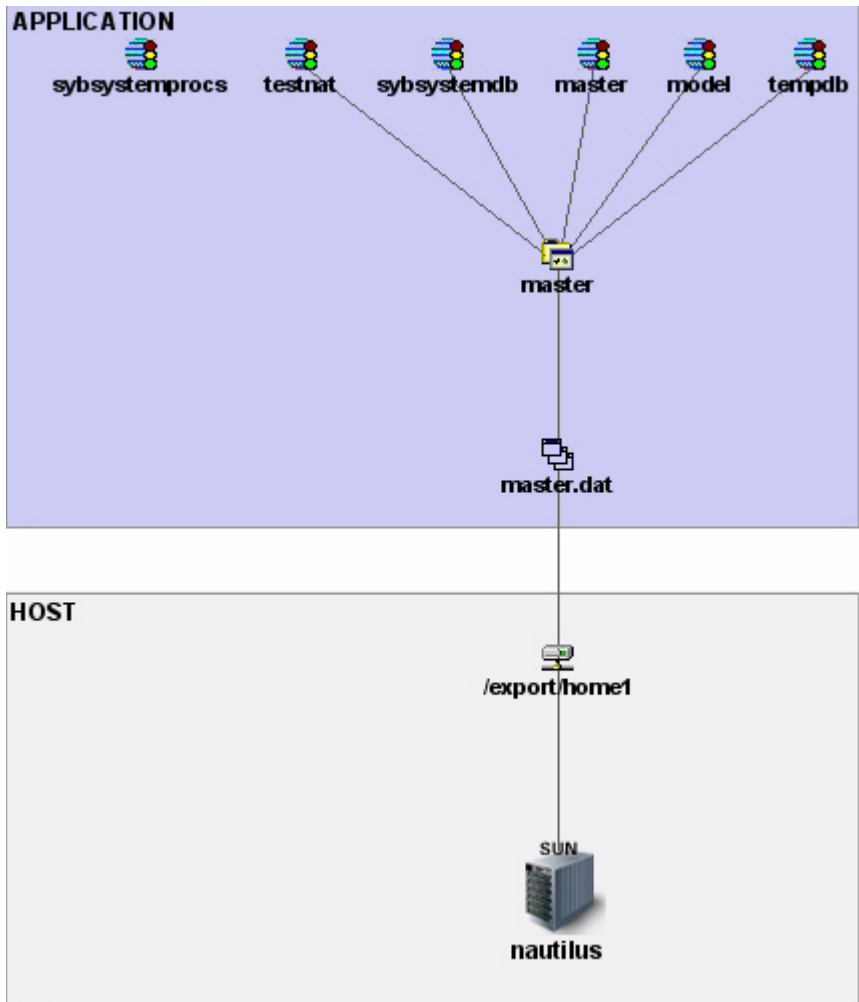 APPLICATION
sybsystemprocs testnat sybsystemdb master model tempdb
master
master.dat
HOST
/export/home1
SUN
nautilus